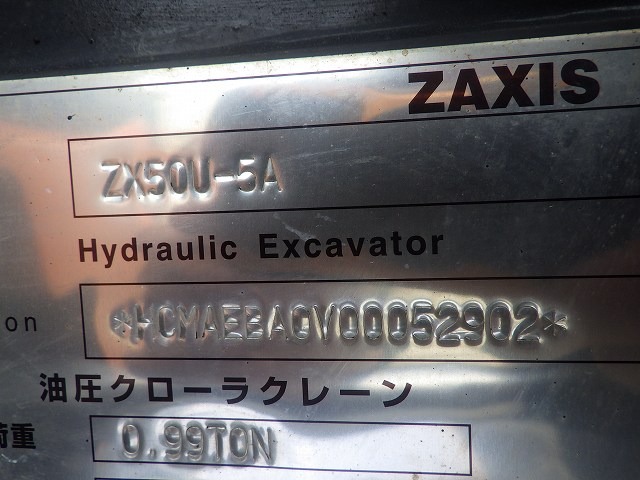 ZAXIS
ZX50U-5A
Hydraulic Excavator
on
*HCMAEBA0V00052902*
油圧クローラクレーン
荷重
0.99TON